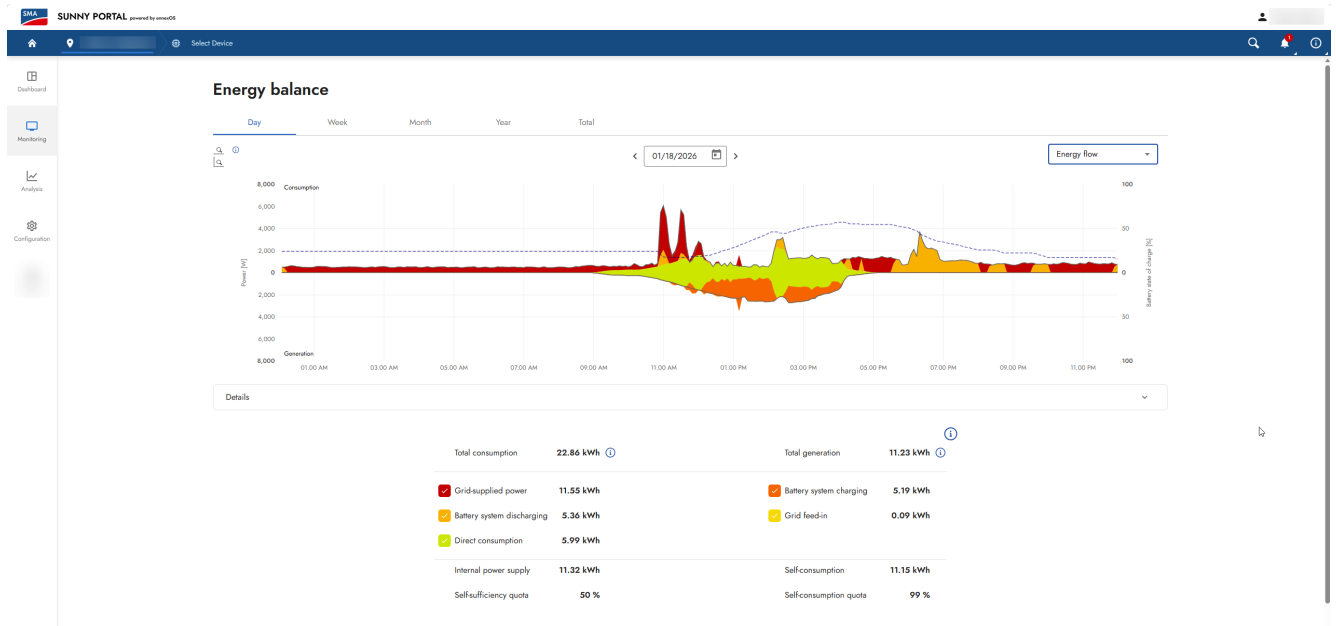 SMA
SUNNY PORTAL powered by ennexOS
Select Device
1
Dashboard
Monitoring
Analysis
Configuration
Energy balance
Day Week Month Year Total
01/18/2026
Energy flow
8,000 Consumption 100
6,000
4,000 50
2,000
0 0
2,000
4,000 50
6,000
Generation
8,000 100
Power [W]
Battery state of charge [%]
01.00 AM 03.00 AM 05.00 AM 07.00 AM 09.00 AM 11.00 AM 01.00 PM 03.00 PM 05.00 PM 07.00 PM 09.00 PM 11.00 PM
Details
Total consumption 22.86 kWh Total generation 11.23 kWh
Grid-supplied power 11.55 kWh Battery system charging 5.19 kWh
Battery system discharging 5.36 kWh Grid feed-in 0.09 kWh
Direct consumption 5.99 kWh
Internal power supply 11.32 kWh Self-consumption 11.15 kWh
Self-sufficiency quota 50 % Self-consumption quota 99 %